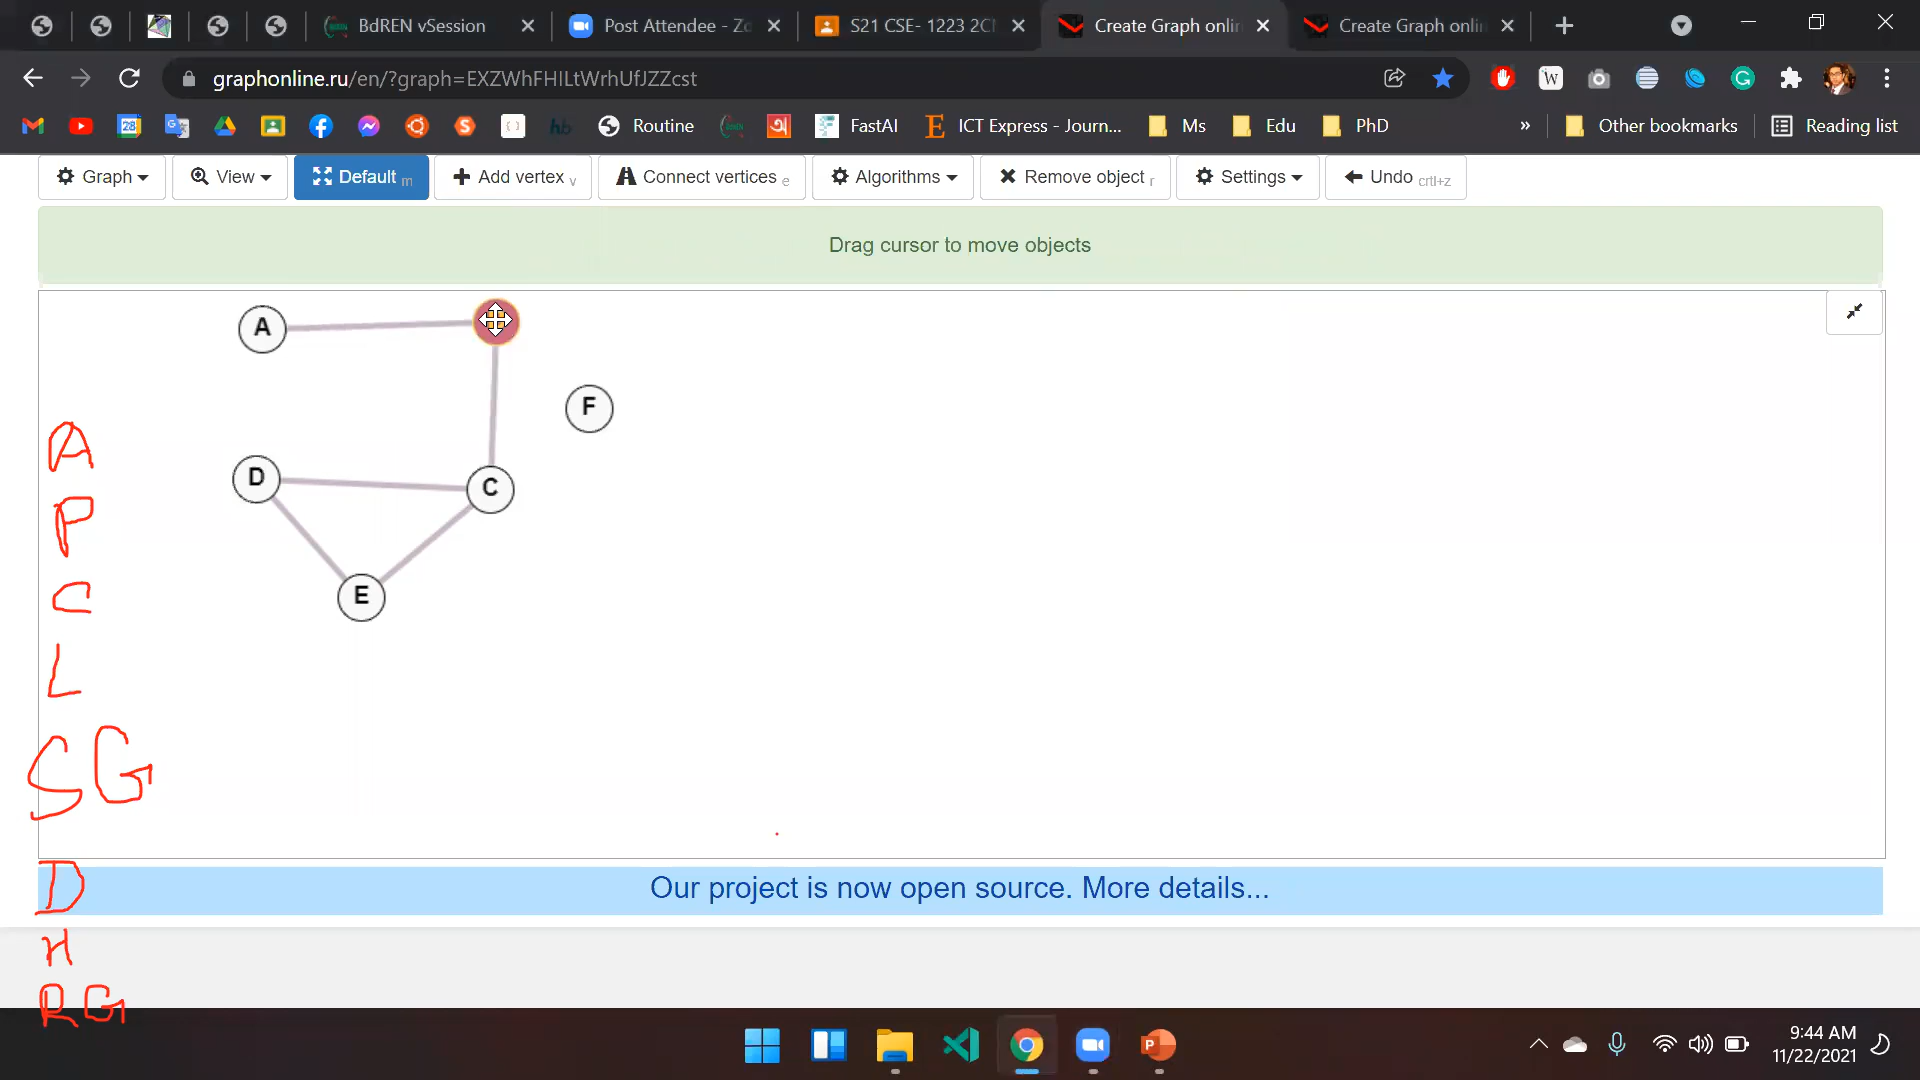 BdREN vSession
Post Attendee - Zo
S21 CSE- 1223 2CM
Create Graph onlin
Create Graph onlin
graphonline.ru/en/?graph=EXZWhFHILtWrhUfJZZcst
28
hb
Routine
FastAI
ICT Express - Journ...
Ms
Edu
PhD
»
Other bookmarks
Reading list
Graph
View
Default m
Add vertex v
Connect vertices e
Algorithms
Remove object r
Settings
Undo crtl+z
Drag cursor to move objects
A
F
D
C
E
A
P
C
L
SG
D
H
RG
Our project is now open source. More details...
9:44 AM
11/22/2021